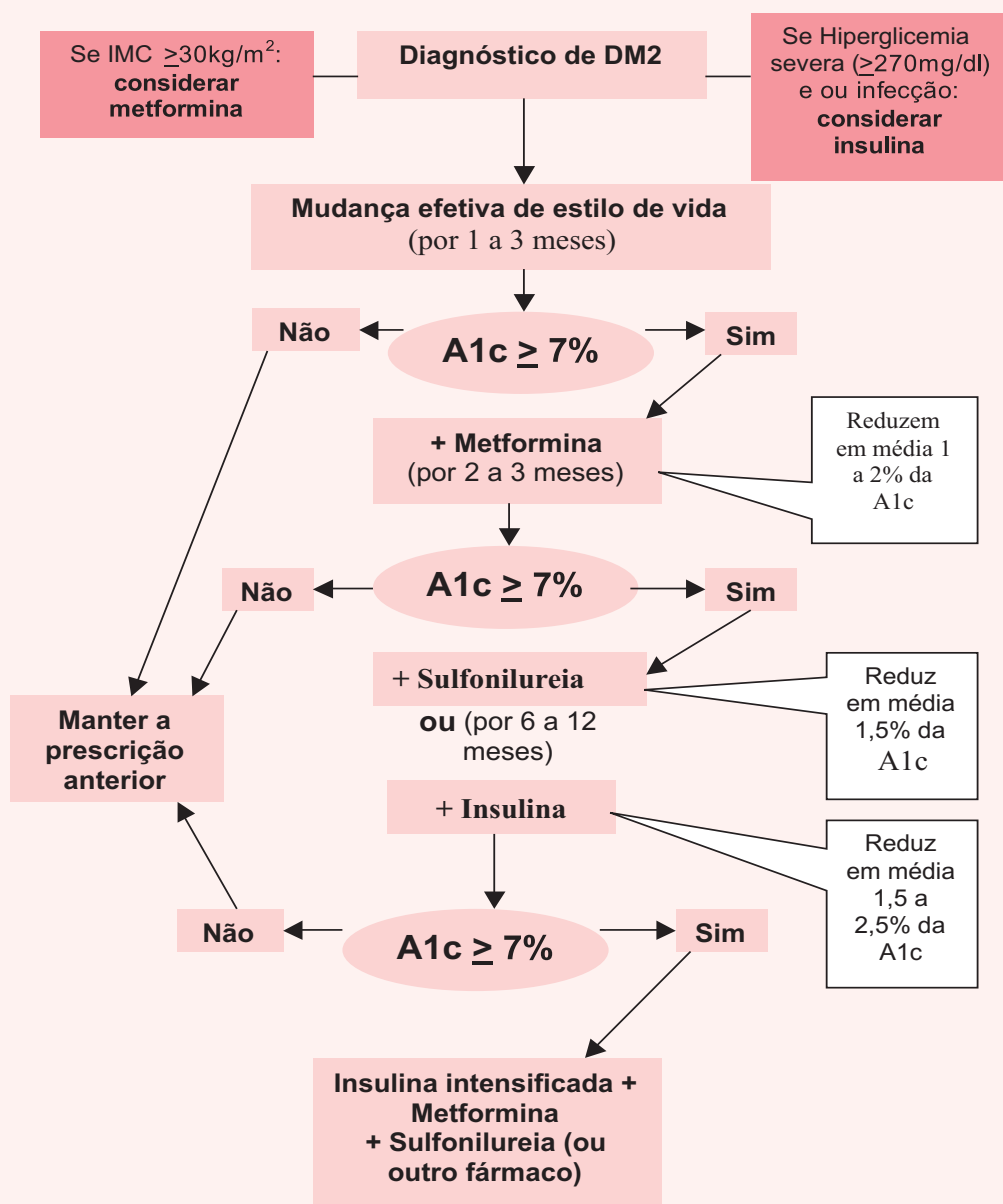 Se IMC ≥30kg/m²:
considerar
metformina
Diagnóstico de DM2
Se Hiperglicemia
severa (≥270mg/dl)
e ou infecção:
considerar
insulina
Mudança efetiva de estilo de vida
(por 1 a 3 meses)
Não
A1c ≥ 7%
Sim
+ Metformina
(por 2 a 3 meses)
Reduzem
em média 1
a 2% da
A1c
Não
A1c ≥ 7%
Sim
+ Sulfonilureia
ou (por 6 a 12
meses)
Reduz
em média
1,5% da
A1c
Manter a
prescrição
anterior
+ Insulina
Reduz
em média
1,5 a
2,5% da
A1c
Não
A1c ≥ 7%
Sim
Insulina intensificada +
Metformina
+ Sulfonilureia (ou
outro fármaco)